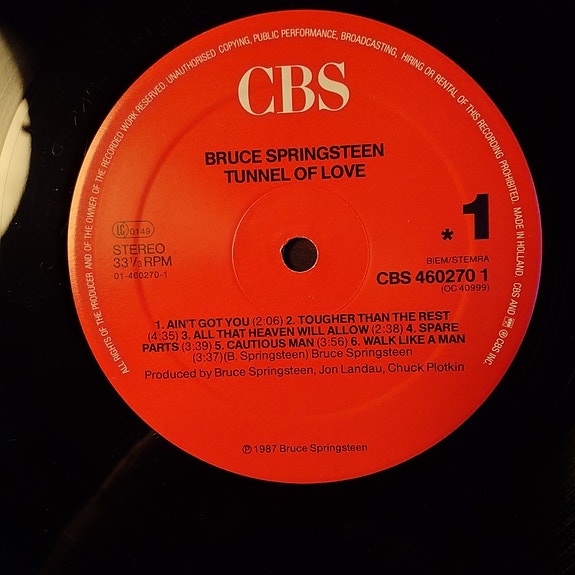 ALL RIGHTS OF THE PRODUCER AND OF THE OWNER OF THE RECORDED WORK RESERVED. UNAUTHORISED COPYING, PUBLIC PERFORMANCE, BROADCASTING, HIRING OR RENTAL OF THIS RECORDING PROHIBITED. MADE IN HOLLAND CBS AND ℗ CBS INC.
CBS
BRUCE SPRINGSTEEN
TUNNEL OF LOVE
LC 0149
STEREO
33⅓ RPM
01-460270-1
* 1
BIEM/STEMRA
CBS 460270 1
(OC 40999)
1. AIN'T GOT YOU (2:06) 2. TOUGHER THAN THE REST
(4:35) 3. ALL THAT HEAVEN WILL ALLOW (2:38) 4. SPARE
PARTS (3:39) 5. CAUTIOUS MAN (3:56) 6. WALK LIKE A MAN
(3:37)(B. Springsteen) Bruce Springsteen
Produced by Bruce Springsteen, Jon Landau, Chuck Plotkin
℗ 1987 Bruce Springsteen